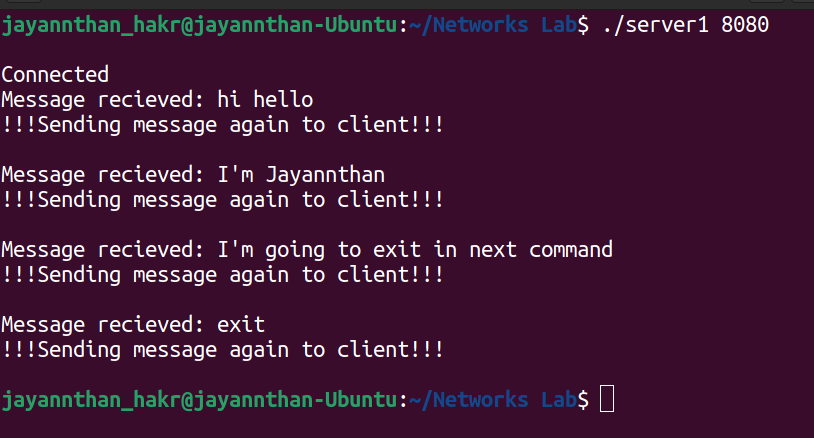 jayannthan_hakr@jayannthan-Ubuntu:~/Networks Lab$ ./server1 8080
Connected
Message recieved: hi hello
!!!Sending message again to client!!!
Message recieved: I'm Jayannthan
!!!Sending message again to client!!!
Message recieved: I'm going to exit in next command
!!!Sending message again to client!!!
Message recieved: exit
!!!Sending message again to client!!!
jayannthan_hakr@jayannthan-Ubuntu:~/Networks Lab$